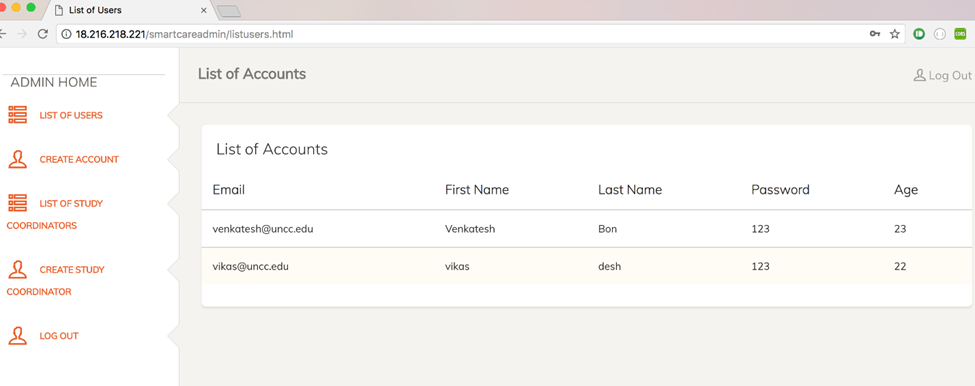 List of Users
18.216.218.221/smartcareadmin/listusers.html
ADMIN HOME
LIST OF USERS
CREATE ACCOUNT
LIST OF STUDY
COORDINATORS
CREATE STUDY
COORDINATOR
LOG OUT
List of Accounts
Log Out
List of Accounts
Email First Name Last Name Password Age
venkatesh@uncc.edu Venkatesh Bon 123 23
vikas@uncc.edu vikas desh 123 22